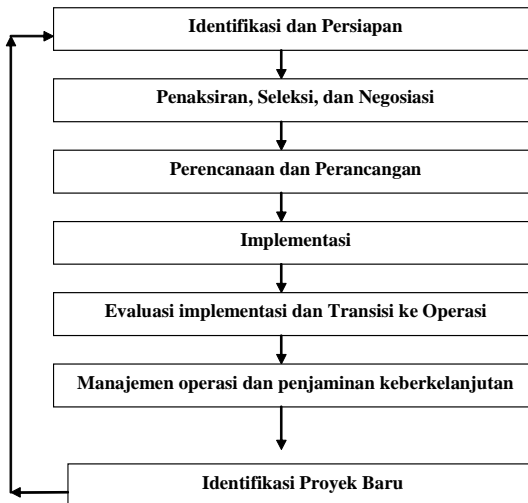 Identifikasi dan Persiapan
Penaksiran, Seleksi, dan Negosiasi
Perencanaan dan Perancangan
Implementasi
Evaluasi implementasi dan Transisi ke Operasi
Manajemen operasi dan penjaminan keberkelanjutan
Identifikasi Proyek Baru